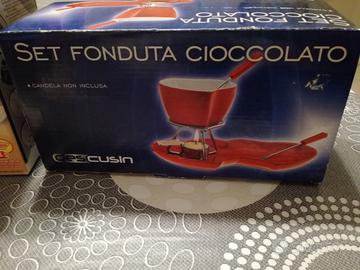 SET FONDUTA CIOCCOLATO
• CANDELA NON INCLUSA
CUSIN